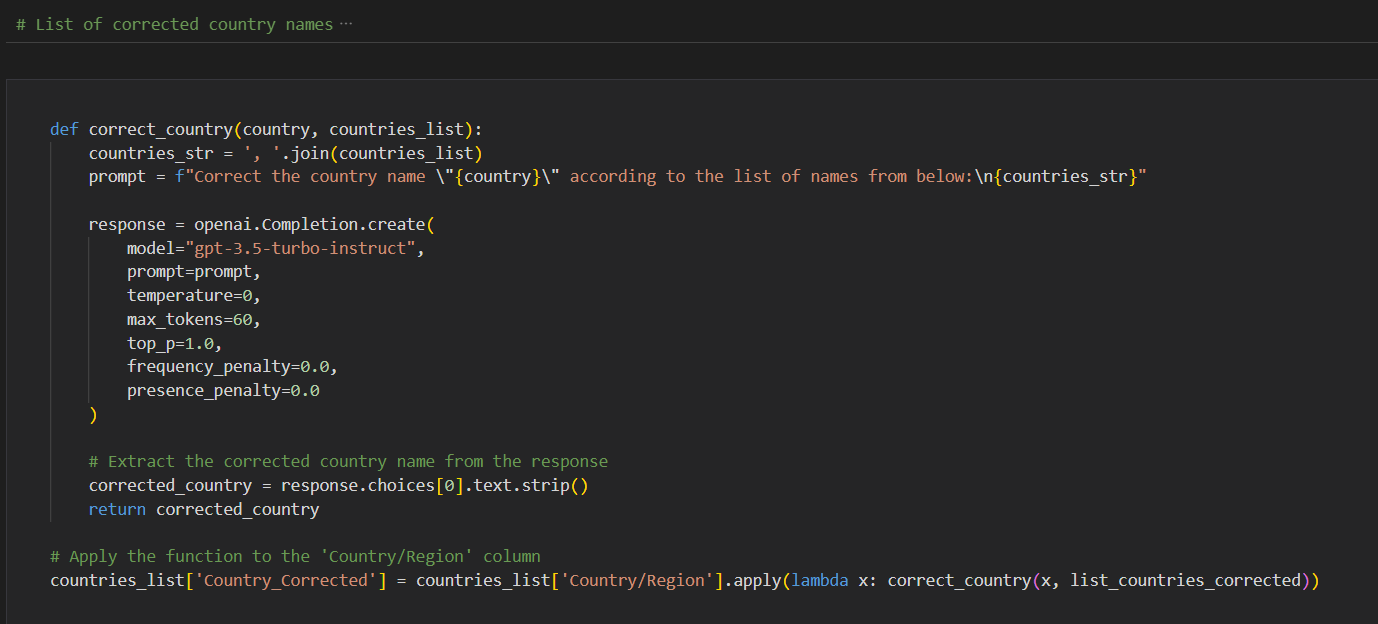 # List of corrected country names ···
def correct_country(country, countries_list):
    countries_str = ', '.join(countries_list)
    prompt = f"Correct the country name \"{country}\" according to the list of names from below:\n{countries_str}"
    response = openai.Completion.create(
        model="gpt-3.5-turbo-instruct",
        prompt=prompt,
        temperature=0,
        max_tokens=60,
        top_p=1.0,
        frequency_penalty=0.0,
        presence_penalty=0.0
    )
    # Extract the corrected country name from the response
    corrected_country = response.choices[0].text.strip()
    return corrected_country
# Apply the function to the 'Country/Region' column
countries_list['Country_Corrected'] = countries_list['Country/Region'].apply(lambda x: correct_country(x, list_countries_corrected))